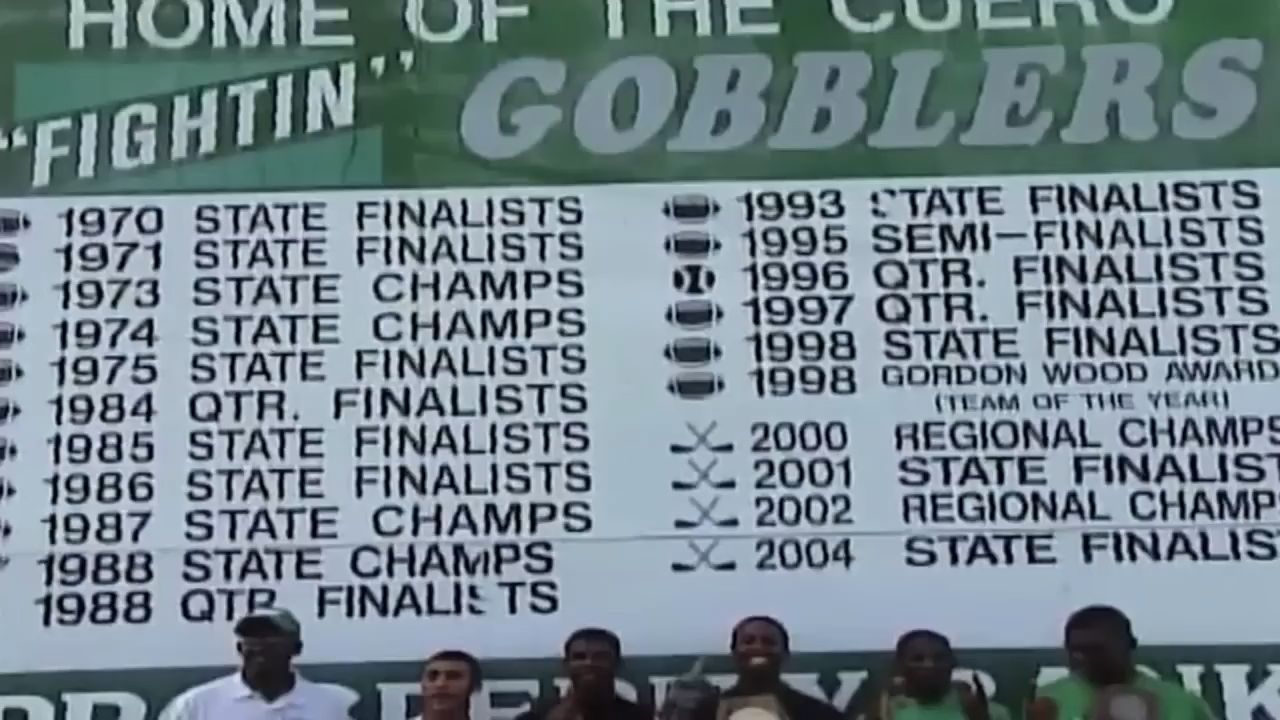 HOME OF THE CUERO
"FIGHTIN" GOBBLERS
1970 STATE FINALISTS
1971 STATE FINALISTS
1973 STATE CHAMPS
1974 STATE CHAMPS
1975 STATE FINALISTS
1984 QTR. FINALISTS
1985 STATE FINALISTS
1986 STATE FINALISTS
1987 STATE CHAMPS
1988 STATE CHAMPS
1988 QTR FINALISTS
1993 STATE FINALISTS
1995 SEMI-FINALISTS
1996 QTR. FINALISTS
1997 QTR. FINALISTS
1998 STATE FINALISTS
1998 GORDON WOOD AWARD
(TEAM OF THE YEAR)
2000 REGIONAL CHAMPS
2001 STATE FINALIST
2002 REGIONAL CHAMP
2004 STATE FINALIS